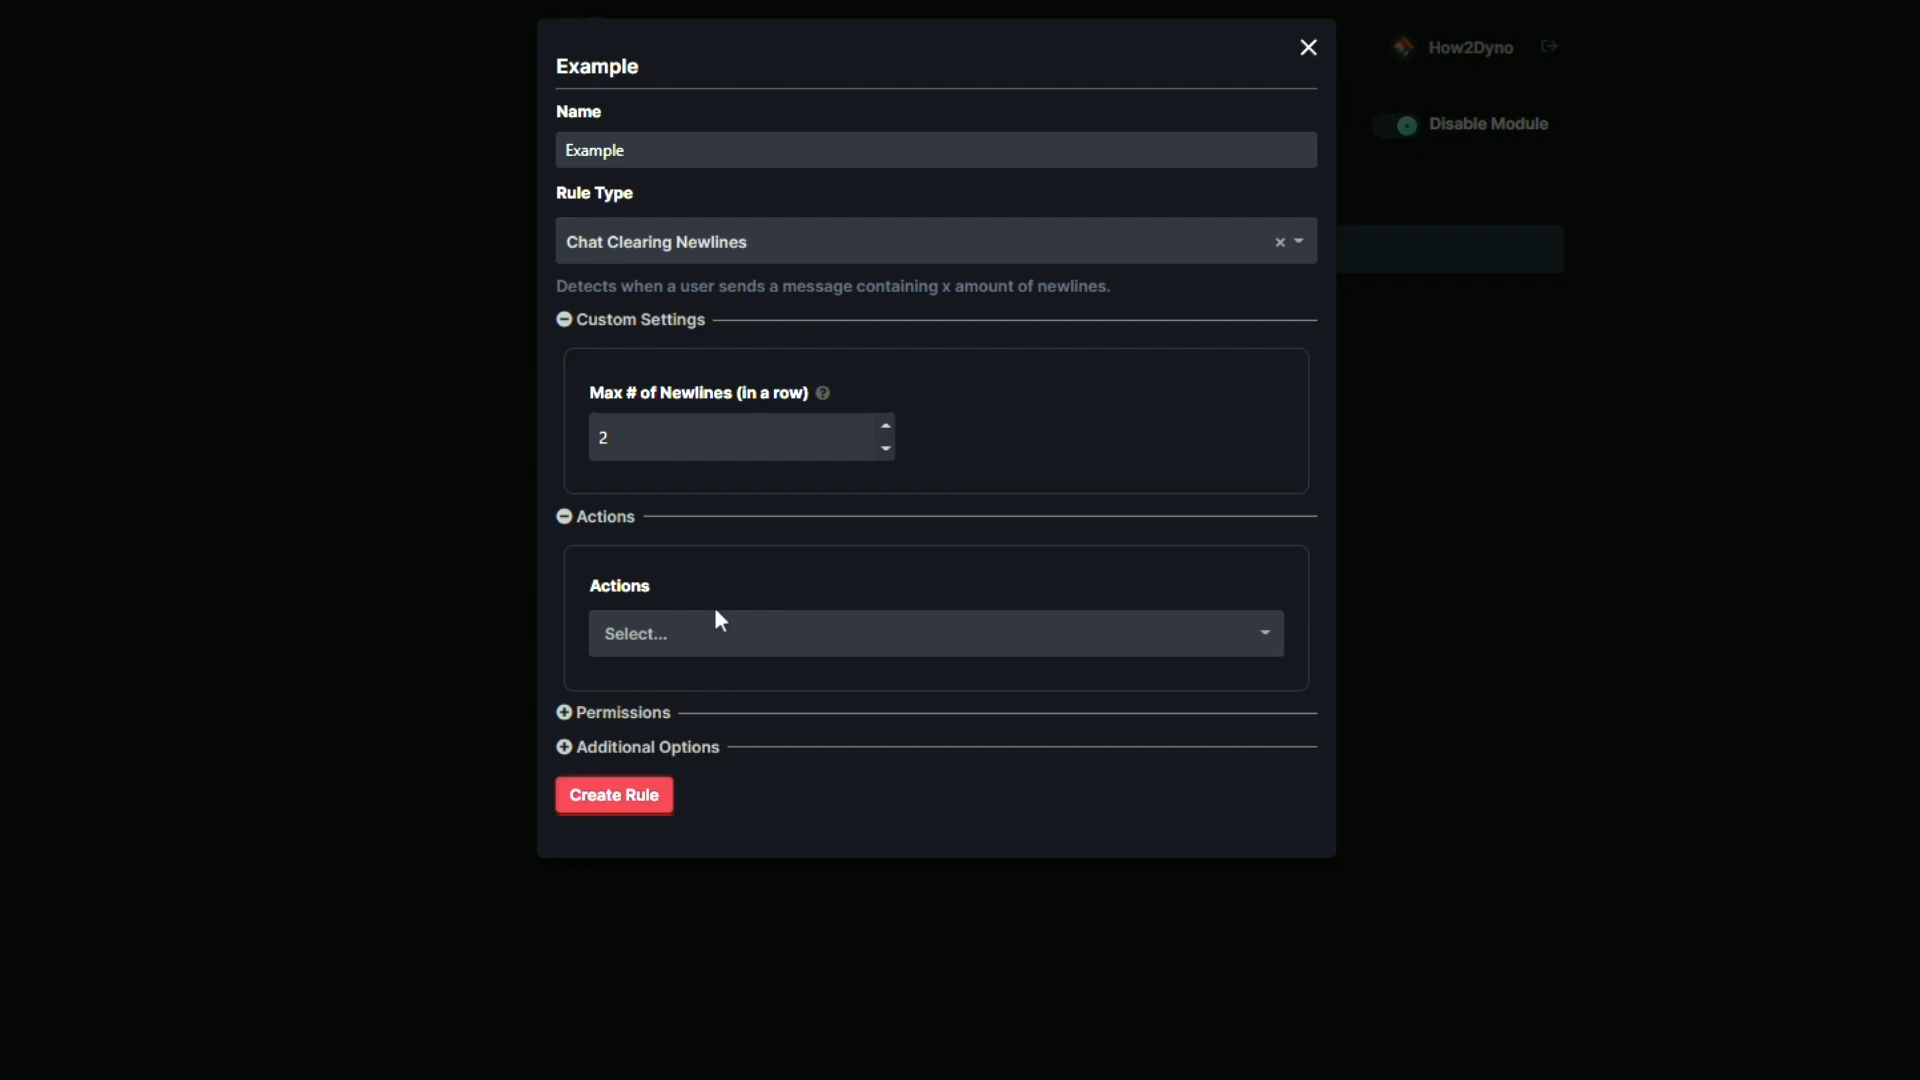 How2Dyno
Disable Module
Example
Name
Example
Rule Type
Chat Clearing Newlines
Detects when a user sends a message containing x amount of newlines.
Custom Settings
Max # of Newlines (in a row)
2
Actions
Actions
Select...
Permissions
Additional Options
Create Rule